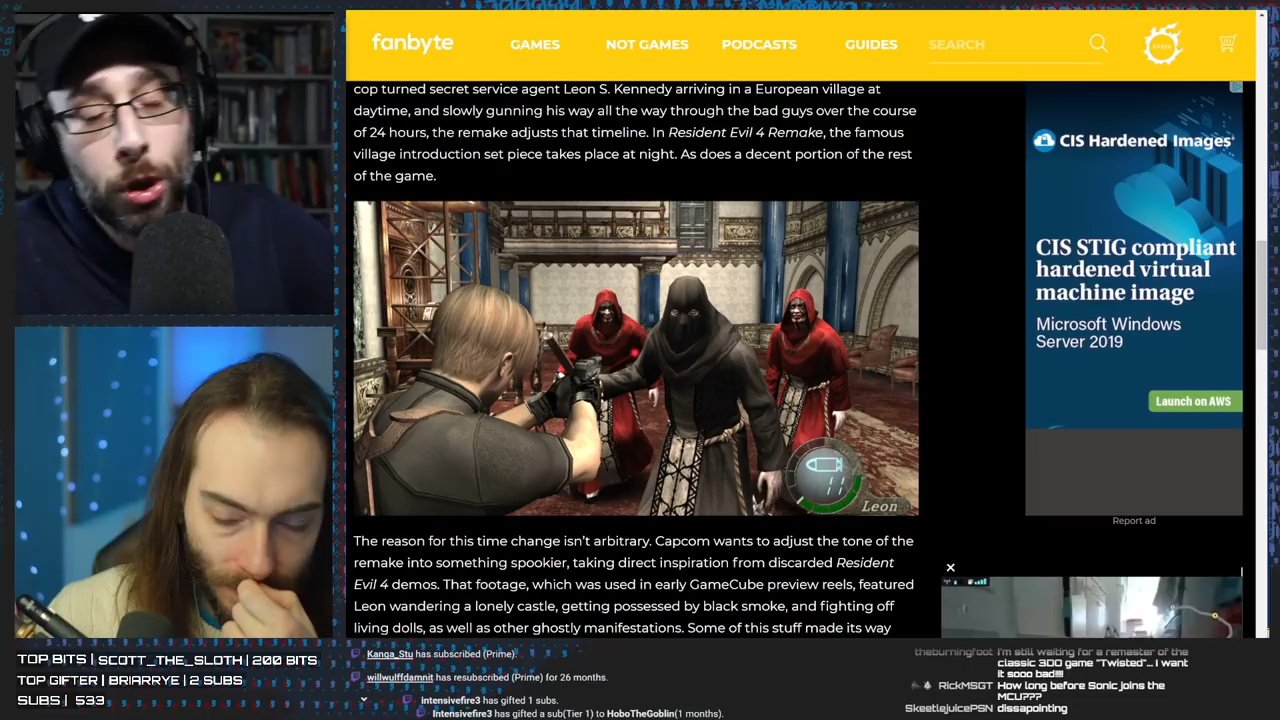 fanbyte
GAMES
NOT GAMES
PODCASTS
GUIDES
SEARCH
cop turned secret service agent Leon S. Kennedy arriving in a European village at
daytime, and slowly gunning his way all the way through the bad guys over the course
of 24 hours, the remake adjusts that timeline. In Resident Evil 4 Remake, the famous
village introduction set piece takes place at night. As does a decent portion of the rest
of the game.
11
Leon
The reason for this time change isn't arbitrary. Capcom wants to adjust the tone of the
remake into something spookier, taking direct inspiration from discarded Resident
Evil 4 demos. That footage, which was used in early GameCube preview reels, featured
Leon wandering a lonely castle, getting possessed by black smoke, and fighting off
living dolls, as well as other ghostly manifestations. Some of this stuff made its way
CIS Hardened Images
CIS STIG compliant
hardened virtual
machine image
Microsoft Windows
Server 2019
Launch on AWS
Report ad
TOP BITS | SCOTT_THE_SLOTH | 200 BITS
TOP GIFTER | BRIARRYE | 2 SUBS
SUBS | 533
Kanga_Stu has subscribed (Prime).
willwulffdamnit has resubscribed (Prime) for 26 months.
intensivefire3 has gifted 1 subs.
Intensivefire3 has gifted a sub(Tier 1) to HoboTheGoblin(1 months).
theburningfoot I'm still waiting for a remaster of the
classic 3DO game "Twisted"... I want
it sooo bad!!!!
RickMSGT How long before Sonic joins the
MCU???
SkeetlejuicePSN dissapointing